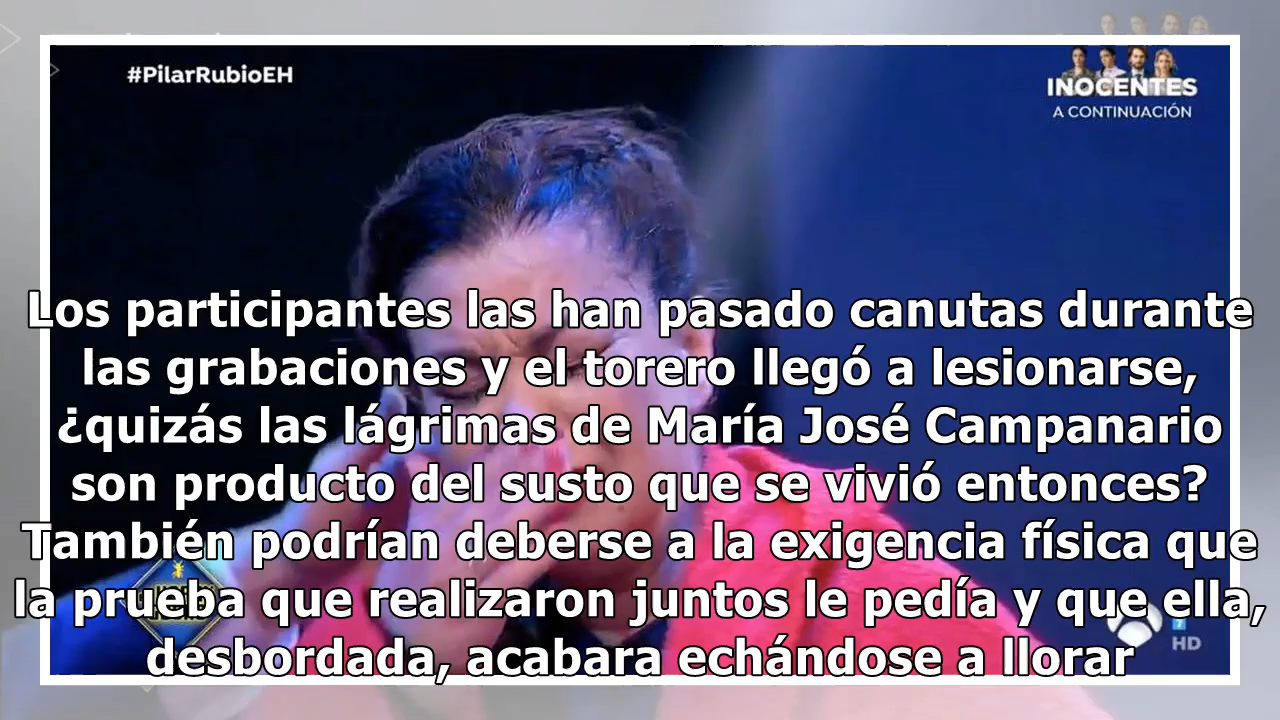 #PilarRubioEH
INOCENTES
A CONTINUACIÓN
Los participantes las han pasado canutas durante
las grabaciones y el torero llegó a lesionarse,
¿quizás las lágrimas de María José Campanario
son producto del susto que se vivió entonces?
También podrían deberse a la exigencia física que
la prueba que realizaron juntos le pedía y que ella,
desbordada, acabara echándose a llorar
7
HD